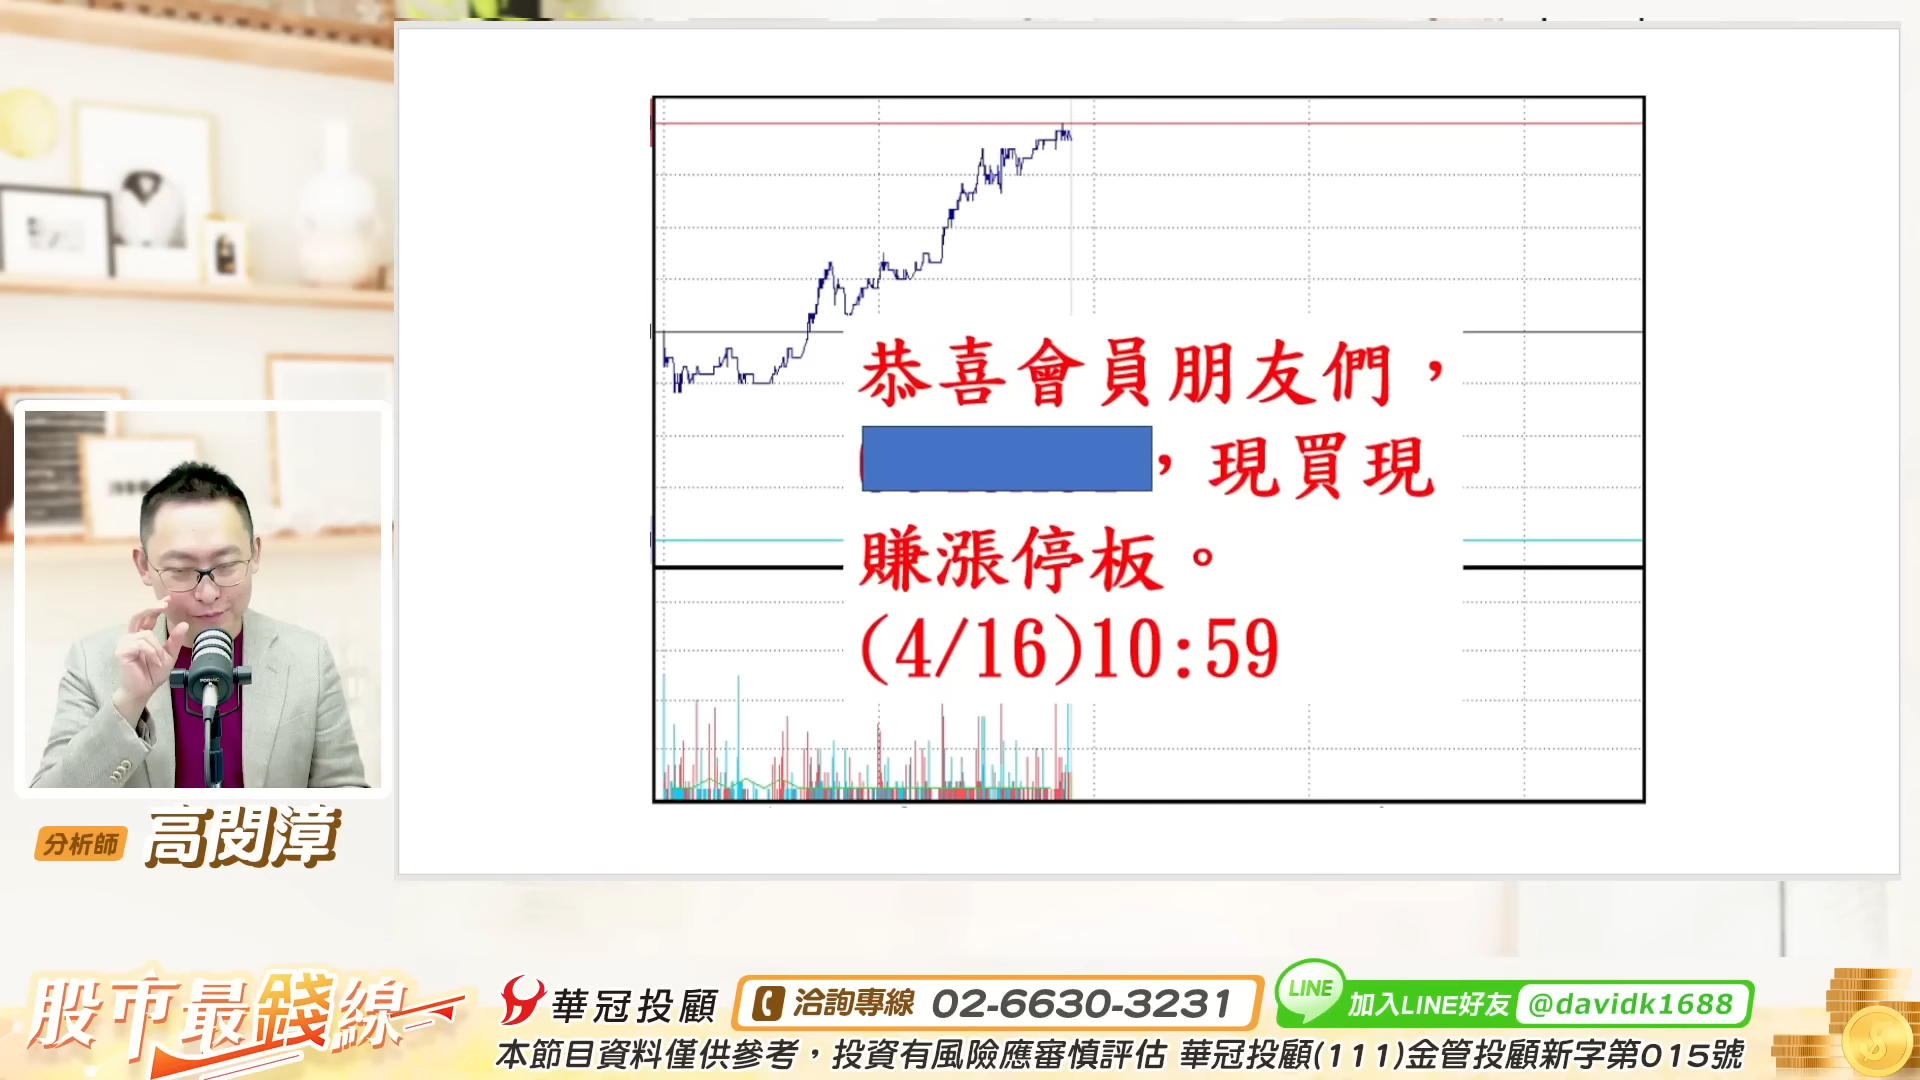 恭喜會員朋友們，
，現買現
賺漲停板。
(4/16)10:59
分析師
高閔漳
股市最錢線
華冠投顧
洽詢專線 02-6630-3231
LINE
加入LINE好友 @davidk1688
本節目資料僅供參考，投資有風險應審慎評估 華冠投顧(111)金管投顧新字第015號